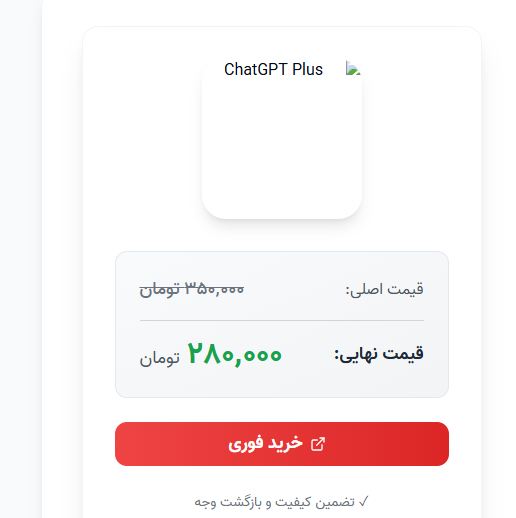 ChatGPT Plus
قیمت اصلی: ۳۵۰,۰۰۰ تومان
قیمت نهایی: ۲۸۰,۰۰۰ تومان
خرید فوری
✓ تضمین کیفیت و بازگشت وجه